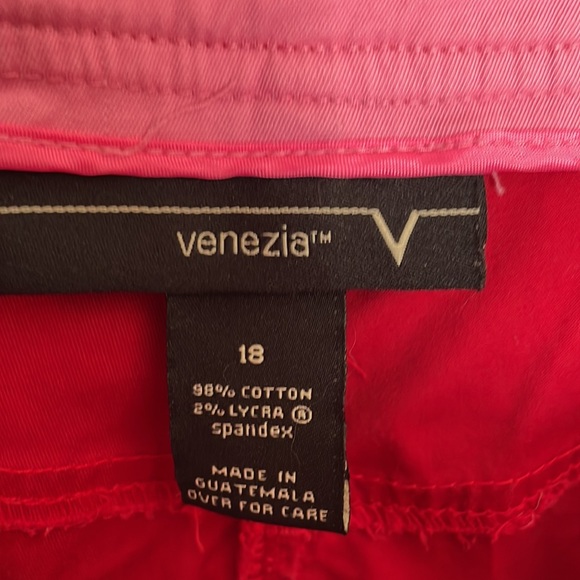 venezia™
18
98% COTTON
2% LYCRA ®
spandex
MADE IN
GUATEMALA
OVER FOR CARE